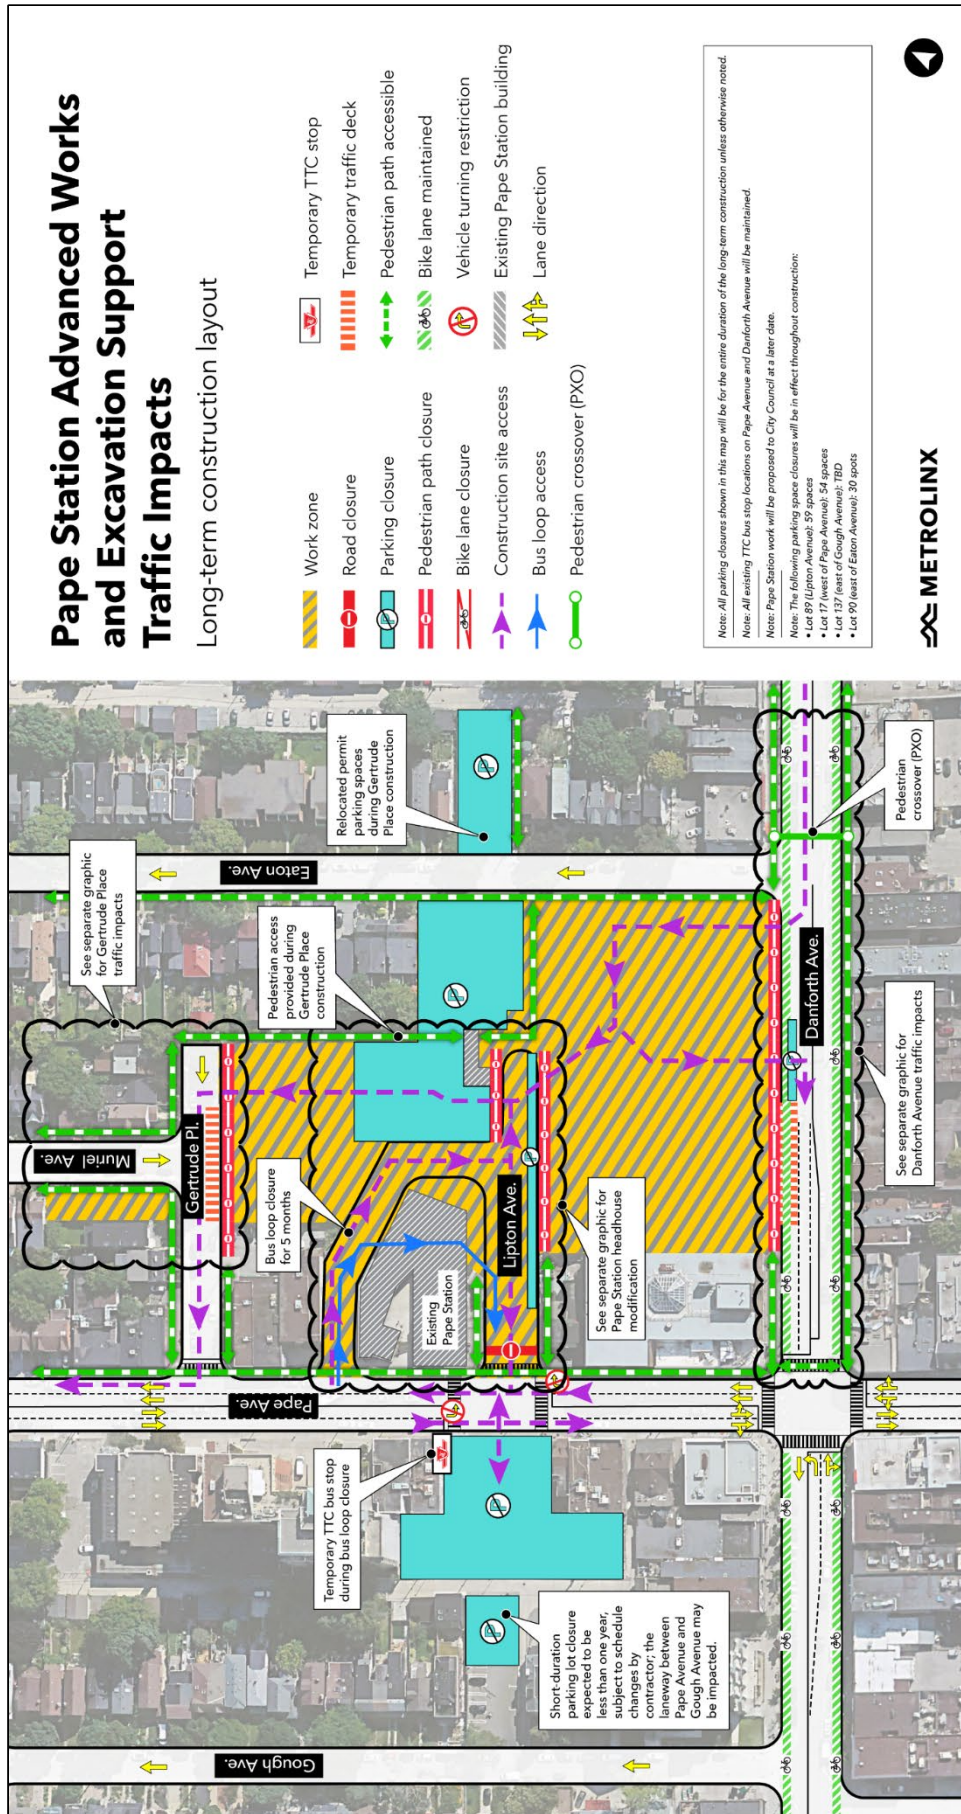 Pape Station Advanced Works
and Excavation Support
Traffic Impacts
Long-term construction layout
Work zone
Road closure
Parking closure
Pedestrian path closure
Bike lane closure
Construction site access
Bus loop access
Pedestrian crossover (PXO)
Temporary TTC stop
Temporary traffic deck
Pedestrian path accessible
Bike lane maintained
Vehicle turning restriction
Existing Pape Station building
Lane direction
Note: All parking closures shown in this map will be for the entire duration of the long-term construction unless otherwise noted.
Note: All existing TTC bus stop locations on Pape Avenue and Danforth Avenue will be maintained.
Note: Pape Station work will be proposed to City Council at a later date.
Note: The following parking space closures will be in effect throughout construction:
• Lot 89 (Lipton Avenue): 59 spaces
• Lot 17 (west of Pape Avenue): 54 spaces
• Lot 137 (east of Gough Avenue): TBD
• Lot 90 (east of Eaton Avenue): 30 spots
METROLINX
See separate graphic
for Gertrude Place
traffic impacts
Eaton Ave.
Relocated permit
parking spaces
during Gertrude
Place construction
Pedestrian access
provided during
Gertrude Place
construction
Muriel Ave.
Gertrude Pl.
Bus loop closure
for 5 months
Existing
Pape Station
Lipton Ave.
See separate graphic for
Pape Station headhouse
modification
Danforth Ave.
Pedestrian
crossover (PXO)
See separate graphic for
Danforth Avenue traffic impacts
Pape Ave.
Temporary TTC bus stop
during bus loop closure
Short-duration
parking lot closure
expected to be
less than one year,
subject to schedule
changes by
contractor; the
laneway between
Pape Avenue and
Gough Avenue may
be impacted.
Gough Ave.